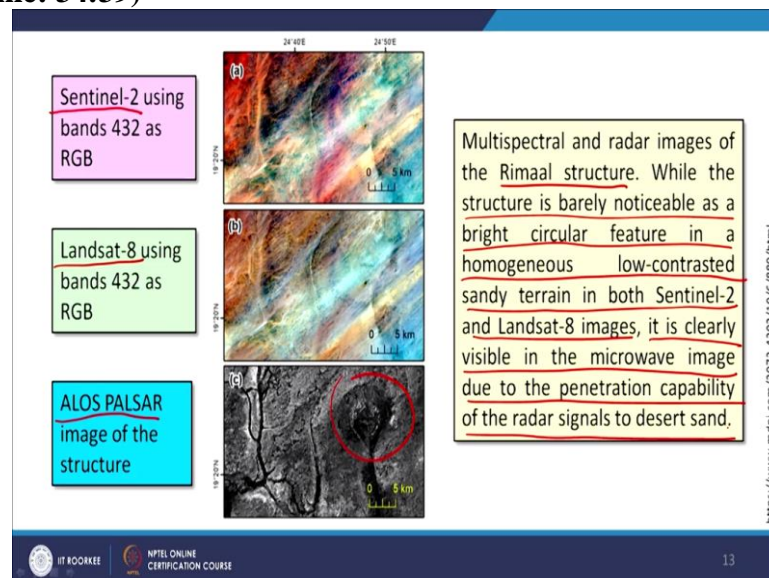 24°40'E 24°50'E
Sentinel-2 using
bands 432 as
RGB
(a)
19°20'N
0 5 km
Landsat-8 using
bands 432 as
RGB
(b)
19°20'N
0 5 km
ALOS PALSAR
image of the
structure
(c)
19°20'N
0 5 km
Multispectral and radar images of
the Rimaal structure. While the
structure is barely noticeable as a
bright circular feature in a
homogeneous low-contrasted
sandy terrain in both Sentinel-2
and Landsat-8 images, it is clearly
visible in the microwave image
due to the penetration capability
of the radar signals to desert sand.
IIT ROORKEE
NPTEL ONLINE
CERTIFICATION COURSE
13